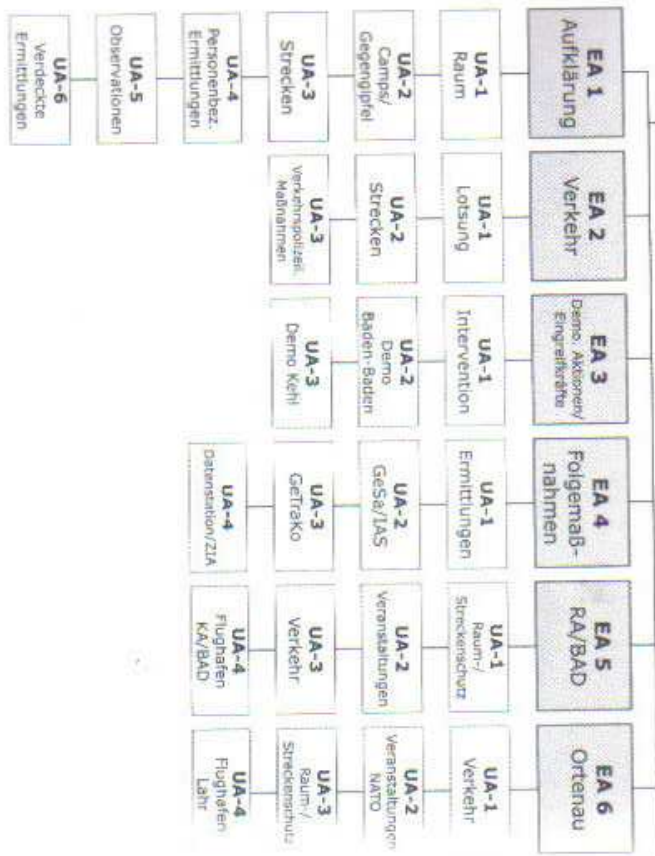 EA 1
Aufklärung
UA-1
Raum
UA-2
Camps/
Gegengipfel
UA-3
Strecken
UA-4
Personenbez.
Ermittlungen
UA-5
Observationen
UA-6
Verdeckte
Ermittlungen
EA 2
Verkehr
UA-1
Lotsung
UA-2
Strecken
UA-3
Verkehrspolizeil.
Maßnahmen
EA 3
Demo, Aktionen/
Eingreifkräfte
UA-1
Intervention
UA-2
Demo
Baden-Baden
UA-3
Demo Kehl
EA 4
Folgemaß-
nahmen
UA-1
Ermittlungen
UA-2
GeSa/IAS
UA-3
GeTraKo
UA-4
Datenstation/ZIA
EA 5
RA/BAD
UA-1
Raum-/
Streckenschutz
UA-2
Veranstaltungen
UA-3
Verkehr
UA-4
Flughafen
KA/BAD
EA 6
Ortenau
UA-1
Verkehr
UA-2
Veranstaltungen
NATO
UA-3
Raum-/
Streckenschutz
UA-4
Flughafen
Lahr